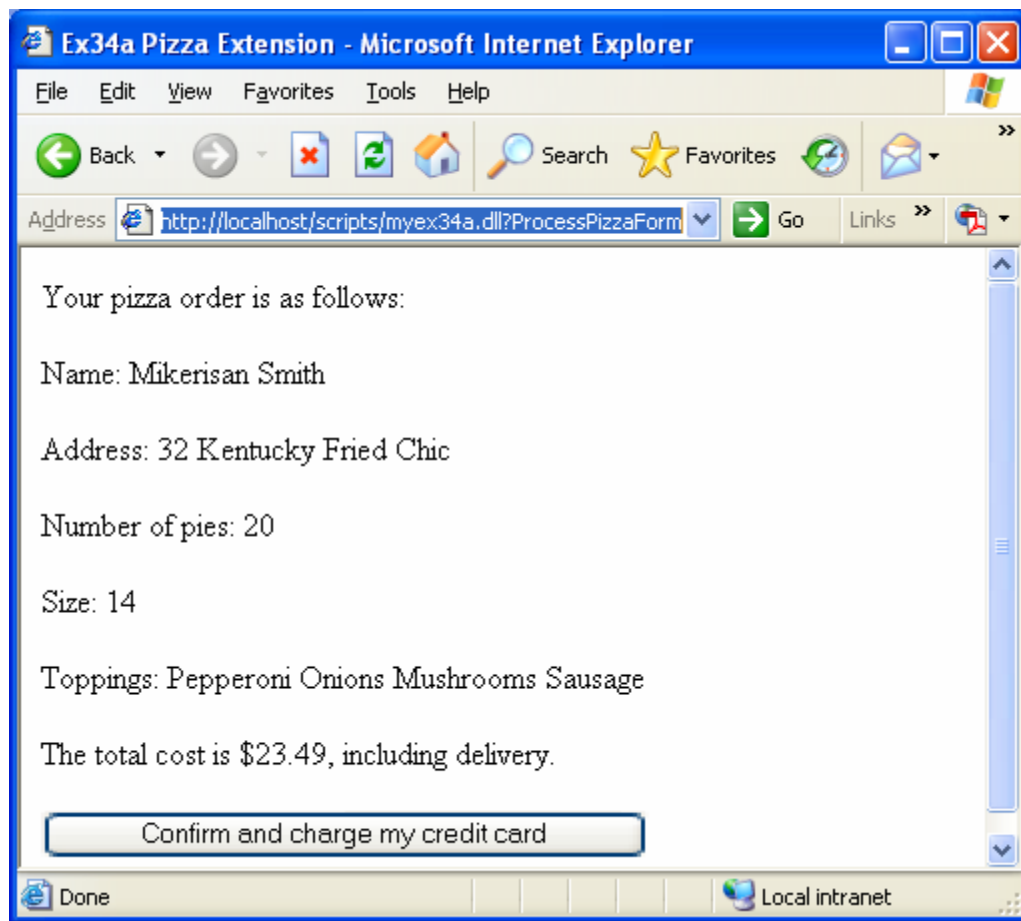 Ex34a Pizza Extension - Microsoft Internet Explorer
File Edit View Favorites Tools Help
Back Search Favorites »
Address http://localhost/scripts/myex34a.dll?ProcessPizzaForm Go Links »
Your pizza order is as follows:
Name: Mikerisan Smith
Address: 32 Kentucky Fried Chic
Number of pies: 20
Size: 14
Toppings: Pepperoni Onions Mushrooms Sausage
The total cost is $23.49, including delivery.
Confirm and charge my credit card
Done Local intranet